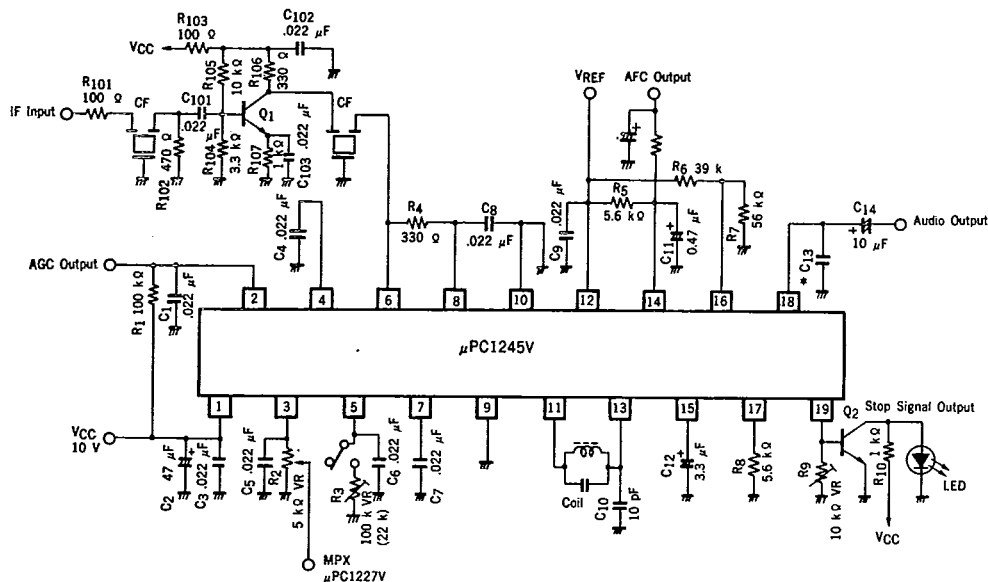 C102
.022 μF
R103
100 Ω
VCC
R105
10 kΩ
R106
330 Ω
R101
100 Ω
IF Input
CF
C101
.022 μF
Q1
R102 470 Ω
R104
3.3 kΩ
R107
1 kΩ
C103
.022 μF
CF
VREF
AFC Output
R6 39 k
R5
5.6 kΩ
R7
56 kΩ
C9 .022 μF
C11
+
0.47 μF
+
C14
+
10 μF
Audio Output
* C13
R4
330 Ω
C8
.022 μF
C4 .022 μF
AGC Output
R1 100 kΩ
C1
.022 μF
2
4
6
8
10
12
14
16
18
μPC1245V
1
3
5
7
9
11
13
15
17
19
VCC
10 V
C2
47 μF
+
C3 .022 μF
C5 .022 μF
R2
5 kΩ VR
MPX
μPC1227V
R3
100 k VR
(22 k)
C6 .022 μF
C7 .022 μF
Coil
C10
10 pF
C12
3.3 μF
+
R8
5.6 kΩ
R9
10 kΩ VR
Q2
Stop Signal Output
R10 1 kΩ
LED
VCC